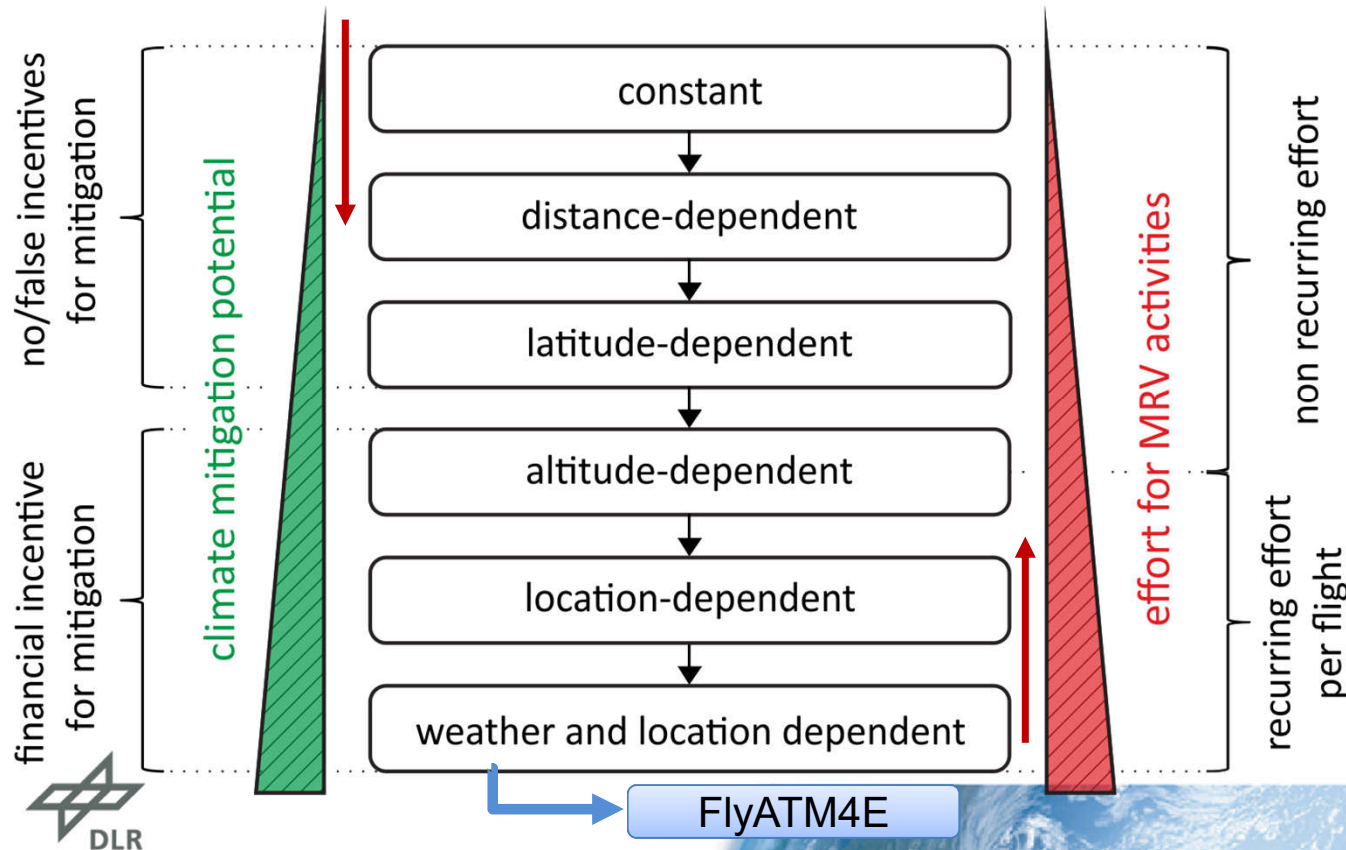 no/false incentives
for mitigation
financial incentive
for mitigation
climate mitigation potential
constant
distance-dependent
latitude-dependent
altitude-dependent
location-dependent
weather and location dependent
FlyATM4E
effort for MRV activities
non recurring effort
recurring effort
per flight
DLR